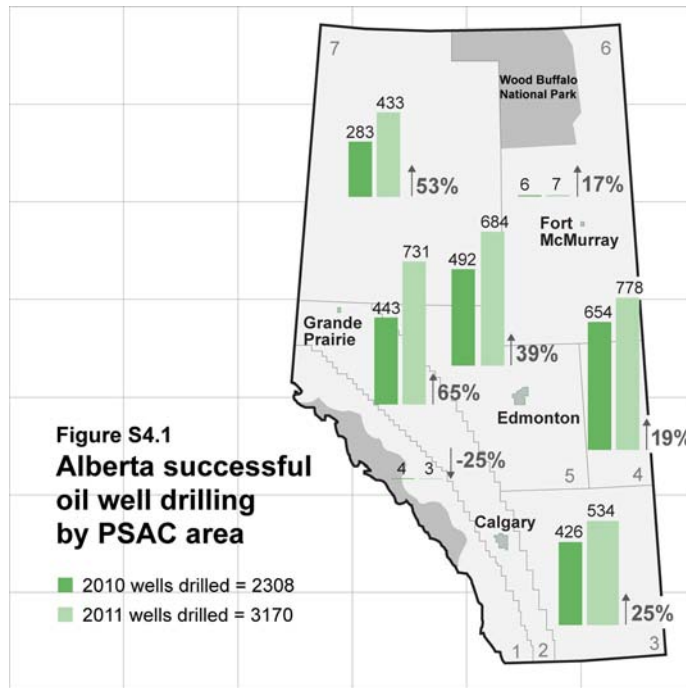 7
6
Wood Buffalo
National Park
433
283
53%
6 7
17%
684
Fort
McMurray
731
492
778
443
654
Grande
Prairie
39%
65%
Edmonton
19%
Figure S4.1
Alberta successful
oil well drilling
by PSAC area
-25%
4 3
5
4
534
Calgary
426
2010 wells drilled = 2308
2011 wells drilled = 3170
25%
1
2
3